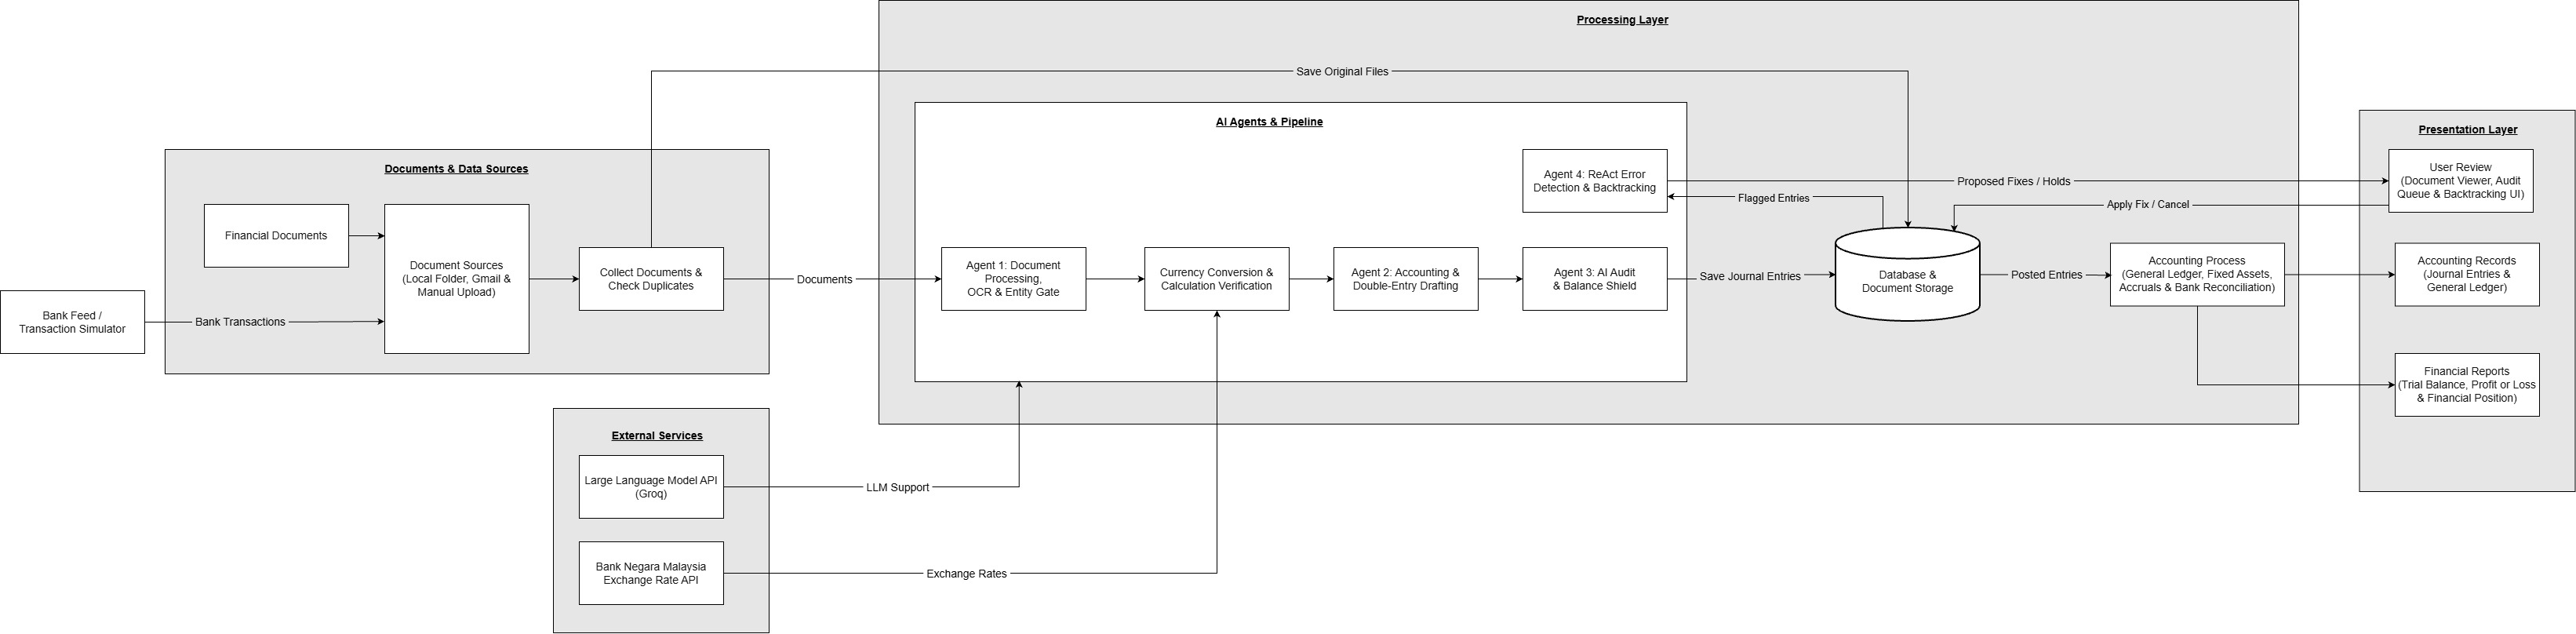 Processing Layer
Save Original Files
AI Agents & Pipeline
Presentation Layer
Documents & Data Sources
Agent 4: ReAct Error
Detection & Backtracking
Proposed Fixes / Holds
Flagged Entries
Apply Fix / Cancel
User Review
(Document Viewer, Audit
Queue & Backtracking UI)
Financial Documents
Document Sources
(Local Folder, Gmail &
Manual Upload)
Collect Documents &
Check Duplicates
Documents
Agent 1: Document
Processing,
OCR & Entity Gate
Currency Conversion &
Calculation Verification
Agent 2: Accounting &
Double-Entry Drafting
Agent 3: AI Audit
& Balance Shield
Save Journal Entries
Database &
Document Storage
Posted Entries
Accounting Process
(General Ledger, Fixed Assets,
Accruals & Bank Reconciliation)
Accounting Records
(Journal Entries &
General Ledger)
Bank Feed /
Transaction Simulator
Bank Transactions
Financial Reports
(Trial Balance, Profit or Loss
& Financial Position)
External Services
Large Language Model API
(Groq)
LLM Support
Bank Negara Malaysia
Exchange Rate API
Exchange Rates